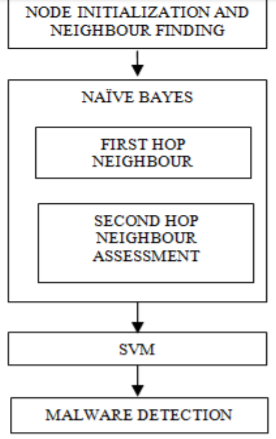 NODE INITIALIZATION AND
NEIGHBOUR FINDING
NAÏVE BAYES
FIRST HOP
NEIGHBOUR
SECOND HOP
NEIGHBOUR
ASSESSMENT
SVM
MALWARE DETECTION